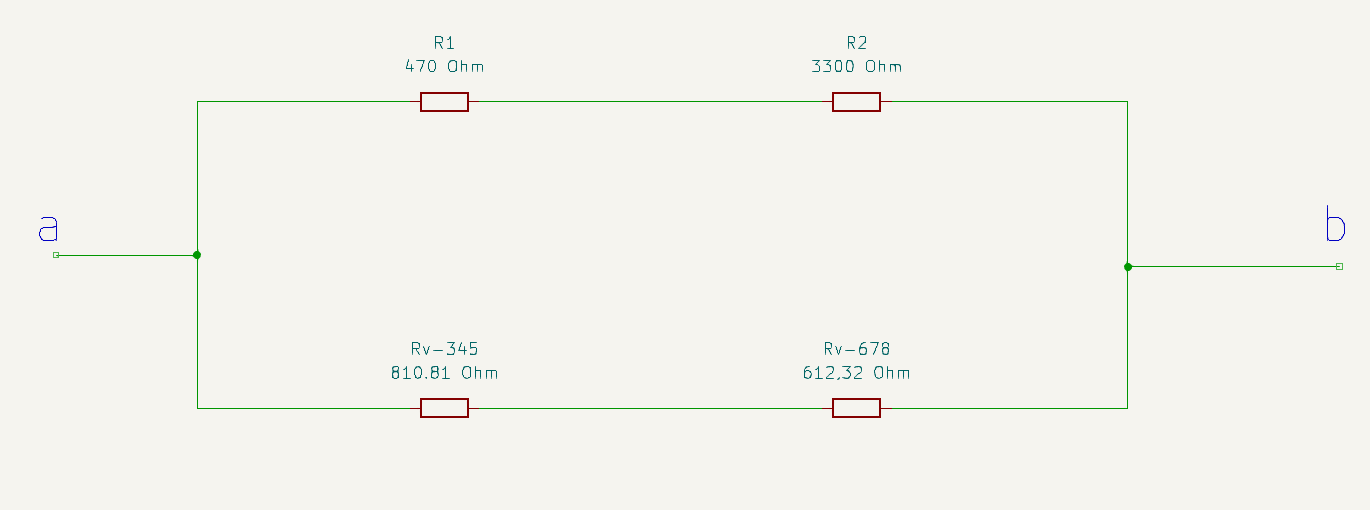 R1
470 Ohm
R2
3300 Ohm
a
b
Rv-345
810.81 Ohm
Rv-678
612,32 Ohm